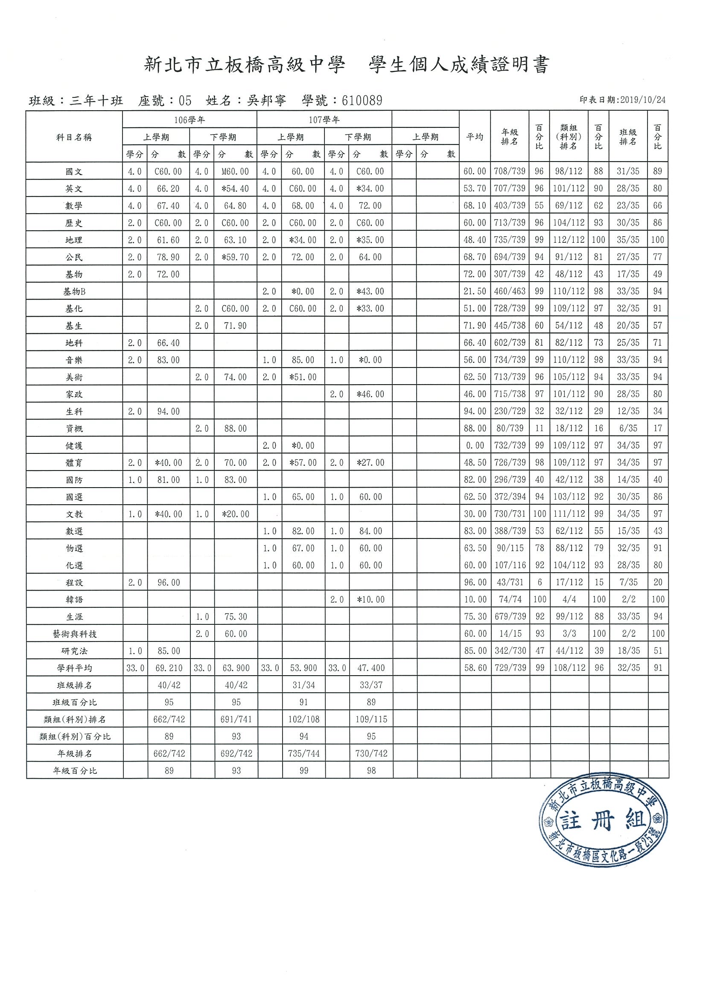 新北市立板橋高級中學　學生個人成績證明書
班級：三年十班　座號：05　姓名：吳邦寧　學號：610089　印表日期:2019/10/24
科目名稱 106學年 107學年 平均 年級排名 百分比 類組(科別)排名 百分比 班級排名 百分比
上學期 下學期 上學期 下學期 上學期
學分 分數 學分 分數 學分 分數 學分 分數 學分 分數
國文 4.0 C60.00 4.0 M60.00 4.0 60.00 4.0 C60.00 60.00 708/739 96 98/112 88 31/35 89
英文 4.0 66.20 4.0 *54.40 4.0 C60.00 4.0 *34.00 53.70 707/739 96 101/112 90 28/35 80
數學 4.0 67.40 4.0 64.80 4.0 68.00 4.0 72.00 68.10 403/739 55 69/112 62 23/35 66
歷史 2.0 C60.00 2.0 C60.00 2.0 C60.00 2.0 C60.00 60.00 713/739 96 104/112 93 30/35 86
地理 2.0 61.60 2.0 63.10 2.0 *34.00 2.0 *35.00 48.40 735/739 99 112/112 100 35/35 100
公民 2.0 78.90 2.0 *59.70 2.0 72.00 2.0 64.00 68.70 694/739 94 91/112 81 27/35 77
基物 2.0 72.00 72.00 307/739 42 48/112 43 17/35 49
基物B 2.0 *0.00 2.0 *43.00 21.50 460/463 99 110/112 98 33/35 94
基化 2.0 C60.00 2.0 C60.00 2.0 *33.00 51.00 728/739 99 109/112 97 32/35 91
基生 2.0 71.90 71.90 445/738 60 54/112 48 20/35 57
地科 2.0 66.40 66.40 602/739 81 82/112 73 25/35 71
音樂 2.0 83.00 1.0 85.00 1.0 *0.00 56.00 734/739 99 110/112 98 33/35 94
美術 2.0 74.00 2.0 *51.00 62.50 713/739 96 105/112 94 33/35 94
家政 2.0 *46.00 46.00 715/738 97 101/112 90 28/35 80
生科 2.0 94.00 94.00 230/729 32 32/112 29 12/35 34
資概 2.0 88.00 88.00 80/739 11 18/112 16 6/35 17
健護 2.0 *0.00 0.00 732/739 99 109/112 97 34/35 97
體育 2.0 *40.00 2.0 70.00 2.0 *57.00 2.0 *27.00 48.50 726/739 98 109/112 97 34/35 97
國防 1.0 81.00 1.0 83.00 82.00 296/739 40 42/112 38 14/35 40
國選 1.0 65.00 1.0 60.00 62.50 372/394 94 103/112 92 30/35 86
文教 1.0 *40.00 1.0 *20.00 30.00 730/731 100 111/112 99 34/35 97
數選 1.0 82.00 1.0 84.00 83.00 388/739 53 62/112 55 15/35 43
物選 1.0 67.00 1.0 60.00 63.50 90/115 78 88/112 79 32/35 91
化選 1.0 60.00 1.0 60.00 60.00 107/116 92 104/112 93 28/35 80
程設 2.0 96.00 96.00 43/731 6 17/112 15 7/35 20
韓語 2.0 *10.00 10.00 74/74 100 4/4 100 2/2 100
生涯 1.0 75.30 75.30 679/739 92 99/112 88 33/35 94
藝術與科技 2.0 60.00 60.00 14/15 93 3/3 100 2/2 100
研究法 1.0 85.00 85.00 342/730 47 44/112 39 18/35 51
學科平均 33.0 69.210 33.0 63.900 33.0 53.900 33.0 47.400 58.60 729/739 99 108/112 96 32/35 91
班級排名 40/42 40/42 31/34 33/37
班級百分比 95 95 91 89
類組(科別)排名 662/742 691/741 102/108 109/115
類組(科別)百分比 89 93 94 95
年級排名 662/742 692/742 735/744 730/742
年級百分比 89 93 99 98
新北市立板橋高級中學
註冊組
新北市板橋區文化路一段25號